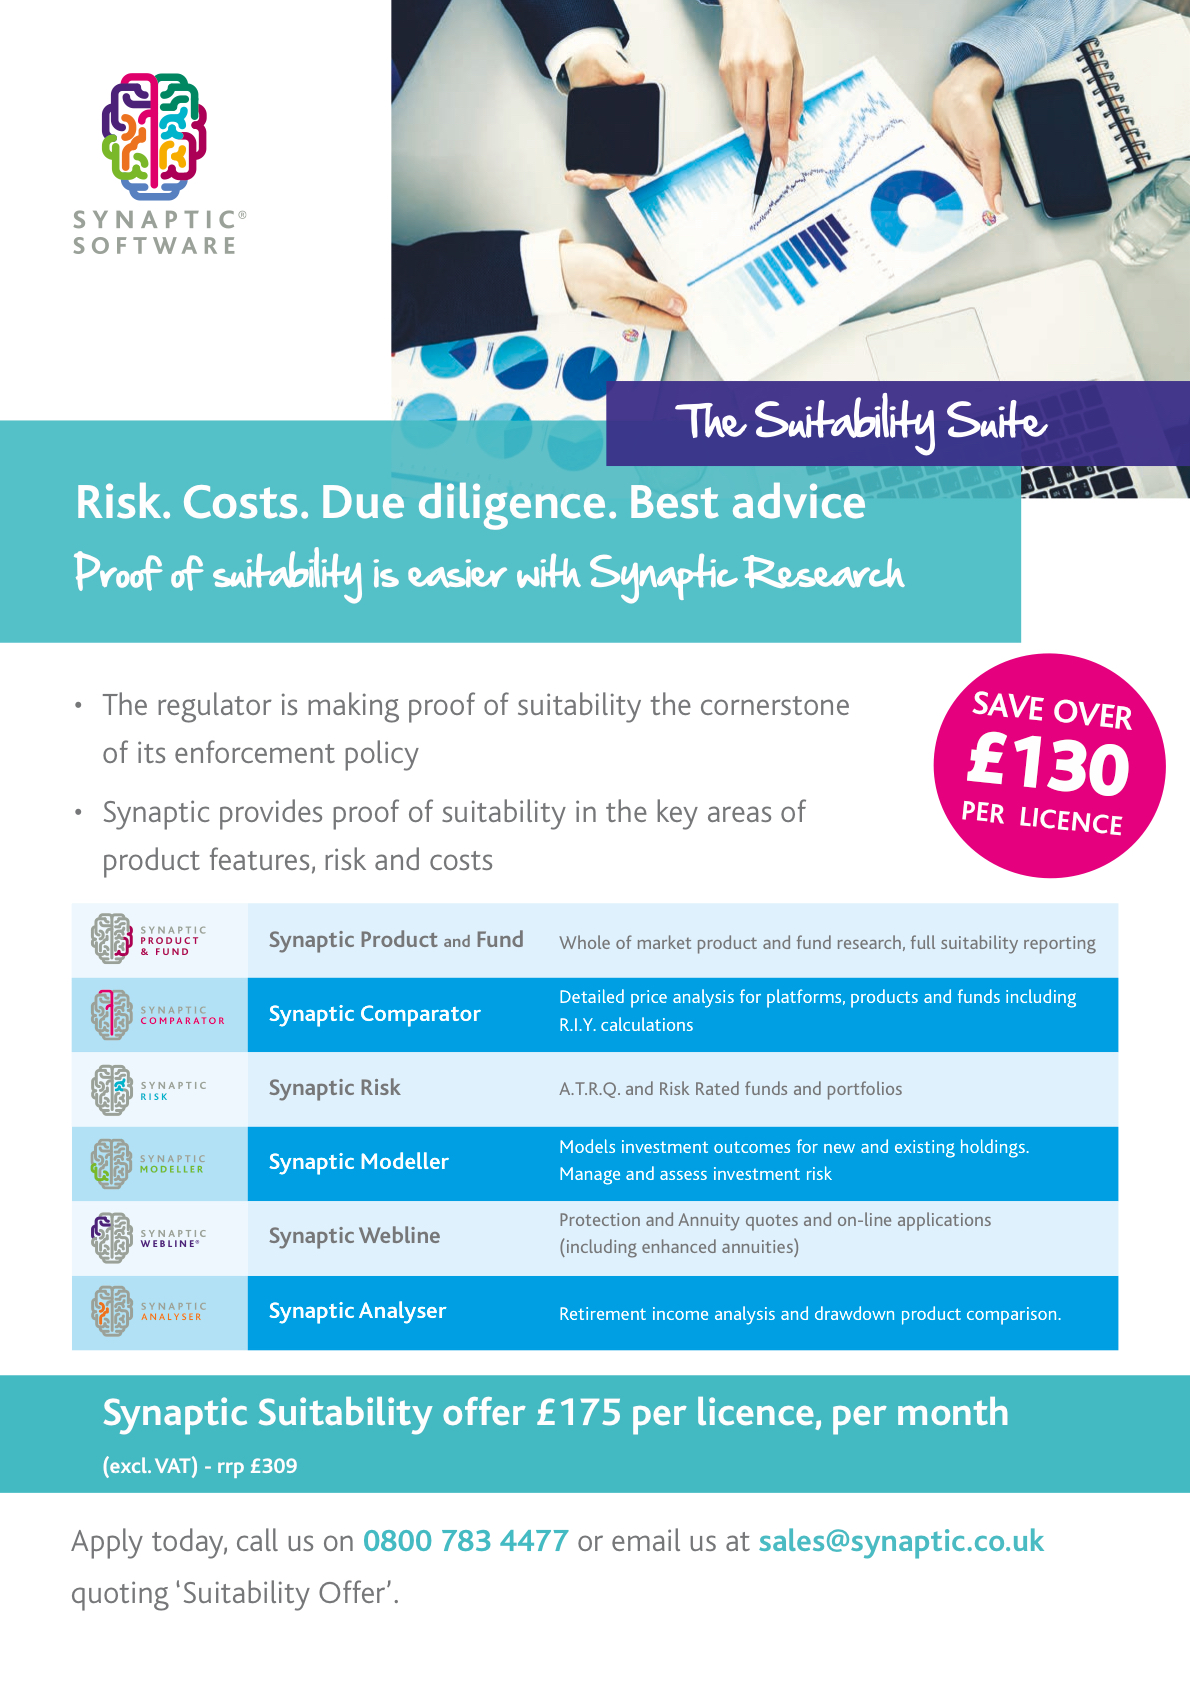 SYNAPTIC®
SOFTWARE
The Suitability Suite
Risk. Costs. Due diligence. Best advice
Proof of suitability is easier with Synaptic Research
• The regulator is making proof of suitability the cornerstone
of its enforcement policy
• Synaptic provides proof of suitability in the key areas of
product features, risk and costs
SAVE OVER
£130
PER LICENCE
SYNAPTIC
PRODUCT
& FUND
Synaptic Product and Fund
Whole of market product and fund research, full suitability reporting
SYNAPTIC
COMPARATOR
Synaptic Comparator
Detailed price analysis for platforms, products and funds including
R.I.Y. calculations
SYNAPTIC
RISK
Synaptic Risk
A.T.R.Q. and Risk Rated funds and portfolios
SYNAPTIC
MODELLER
Synaptic Modeller
Models investment outcomes for new and existing holdings.
Manage and assess investment risk
SYNAPTIC
WEBLINE®
Synaptic Webline
Protection and Annuity quotes and on-line applications
(including enhanced annuities)
SYNAPTIC
ANALYSER
Synaptic Analyser
Retirement income analysis and drawdown product comparison.
Synaptic Suitability offer £175 per licence, per month
(excl. VAT) - rrp £309
Apply today, call us on 0800 783 4477 or email us at sales@synaptic.co.uk
quoting ‘Suitability Offer’.